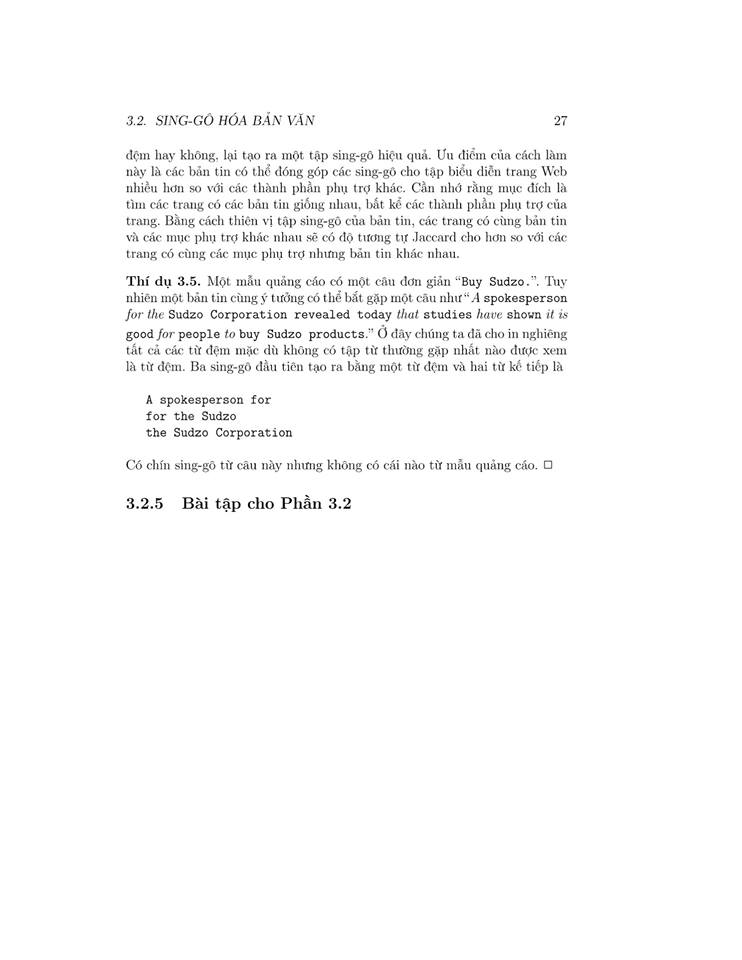 3.2. SING-GÔ HÓA BẢN VĂN 27
đệm hay không, lại tạo ra một tập sing-gô hiệu quả. Ưu điểm của cách làm
này là các bản tin có thể đóng góp các sing-gô cho tập biểu diễn trang Web
nhiều hơn so với các thành phần phụ trợ khác. Cần nhớ rằng mục đích là
tìm các trang có các bản tin giống nhau, bất kể các thành phần phụ trợ của
trang. Bằng cách thiên vị tập sing-gô của bản tin, các trang có cùng bản tin
và các mục phụ trợ khác nhau sẽ có độ tương tự Jaccard cho hơn so với các
trang có cùng các mục phụ trợ nhưng bản tin khác nhau.
Thí dụ 3.5. Một mẫu quảng cáo có một câu đơn giản “Buy Sudzo.”. Tuy
nhiên một bản tin cùng ý tưởng có thể bắt gặp một câu như “A spokesperson
for the Sudzo Corporation revealed today that studies have shown it is
good for people to buy Sudzo products.” Ở đây chúng ta đã cho in nghiêng
tất cả các từ đệm mặc dù không có tập từ thường gặp nhất nào được xem
là từ đệm. Ba sing-gô đầu tiên tạo ra bằng một từ đệm và hai từ kế tiếp là
A spokesperson for
for the Sudzo
the Sudzo Corporation
Có chín sing-gô từ câu này nhưng không có cái nào từ mẫu quảng cáo. □
3.2.5 Bài tập cho Phần 3.2